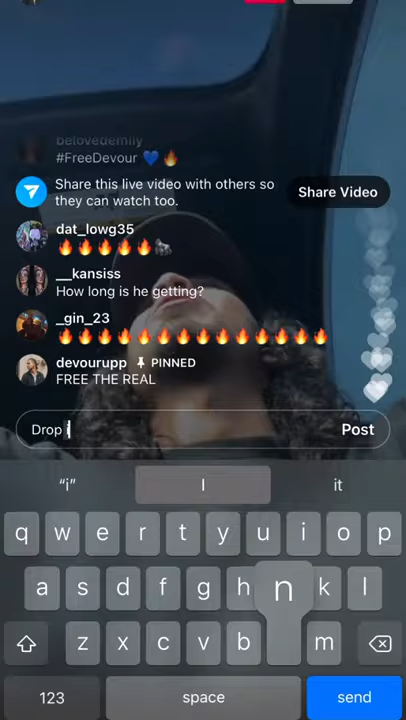 belovedemily
#FreeDevour 💙🔥
Share this live video with others so
they can watch too.
Share Video
dat_lowg35
🔥🔥🔥🔥🔥🦍
__kansiss
How long is he getting?
_gin_23
🔥🔥🔥🔥🔥🔥🔥🔥🔥🔥🔥🔥🔥
devourupp PINNED
FREE THE REAL
Drop i
Post
“i” I it
q w e r t y u i o p
a s d f g h n k l
z x c v b m
123 space send